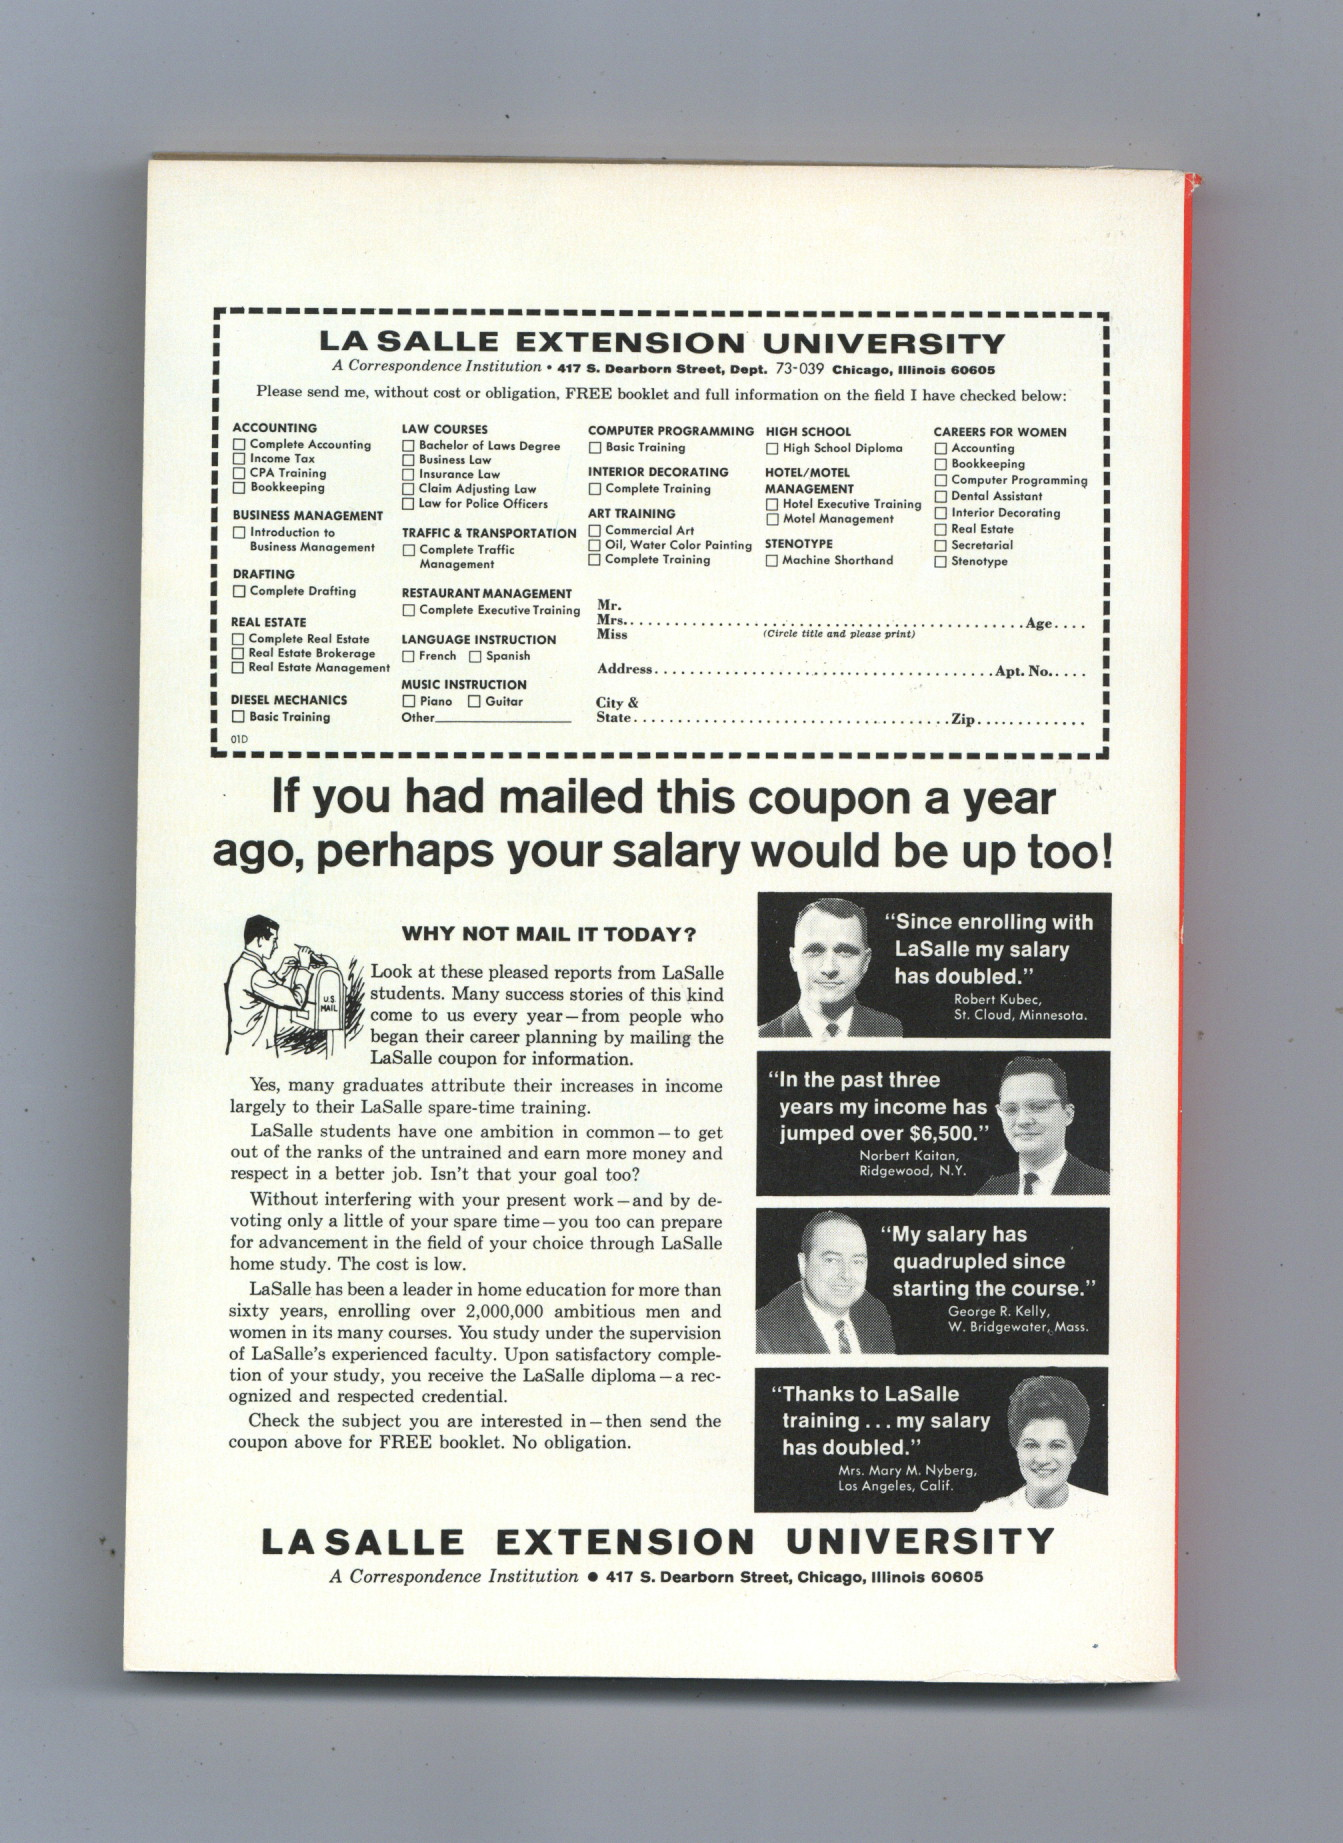 LA SALLE EXTENSION UNIVERSITY
A Correspondence Institution • 417 S. Dearborn Street, Dept. 73-039 Chicago, Illinois 60605
Please send me, without cost or obligation, FREE booklet and full information on the field I have checked below:
ACCOUNTING
Complete Accounting
Income Tax
CPA Training
Bookkeeping
BUSINESS MANAGEMENT
Introduction to
Business Management
DRAFTING
Complete Drafting
REAL ESTATE
Complete Real Estate
Real Estate Brokerage
Real Estate Management
DIESEL MECHANICS
Basic Training
01D
LAW COURSES
Bachelor of Laws Degree
Business Law
Insurance Law
Claim Adjusting Law
Law for Police Officers
TRAFFIC & TRANSPORTATION
Complete Traffic
Management
RESTAURANT MANAGEMENT
Complete Executive Training
LANGUAGE INSTRUCTION
French Spanish
MUSIC INSTRUCTION
Piano Guitar
Other
COMPUTER PROGRAMMING
Basic Training
INTERIOR DECORATING
Complete Training
ART TRAINING
Commercial Art
Oil, Water Color Painting
Complete Training
HIGH SCHOOL
High School Diploma
HOTEL/MOTEL
MANAGEMENT
Hotel Executive Training
Motel Management
STENOTYPE
Machine Shorthand
CAREERS FOR WOMEN
Accounting
Bookkeeping
Computer Programming
Dental Assistant
Interior Decorating
Real Estate
Secretarial
Stenotype
Mr.
Mrs. Age
Miss (Circle title and please print)
Address Apt. No.
City &
State Zip
If you had mailed this coupon a year
ago, perhaps your salary would be up too!
WHY NOT MAIL IT TODAY?
U.S.
MAIL
Look at these pleased reports from LaSalle
students. Many success stories of this kind
come to us every year—from people who
began their career planning by mailing the
LaSalle coupon for information.
Yes, many graduates attribute their increases in income
largely to their LaSalle spare-time training.
LaSalle students have one ambition in common—to get
out of the ranks of the untrained and earn more money and
respect in a better job. Isn't that your goal too?
Without interfering with your present work—and by de-
voting only a little of your spare time—you too can prepare
for advancement in the field of your choice through LaSalle
home study. The cost is low.
LaSalle has been a leader in home education for more than
sixty years, enrolling over 2,000,000 ambitious men and
women in its many courses. You study under the supervision
of LaSalle's experienced faculty. Upon satisfactory comple-
tion of your study, you receive the LaSalle diploma—a rec-
ognized and respected credential.
Check the subject you are interested in—then send the
coupon above for FREE booklet. No obligation.
"Since enrolling with
LaSalle my salary
has doubled."
Robert Kubec,
St. Cloud, Minnesota.
"In the past three
years my income has
jumped over $6,500."
Norbert Kaitan,
Ridgewood, N.Y.
"My salary has
quadrupled since
starting the course."
George R. Kelly,
W. Bridgewater, Mass.
"Thanks to LaSalle
training . . . my salary
has doubled."
Mrs. Mary M. Nyberg,
Los Angeles, Calif.
LA SALLE EXTENSION UNIVERSITY
A Correspondence Institution • 417 S. Dearborn Street, Chicago, Illinois 60605